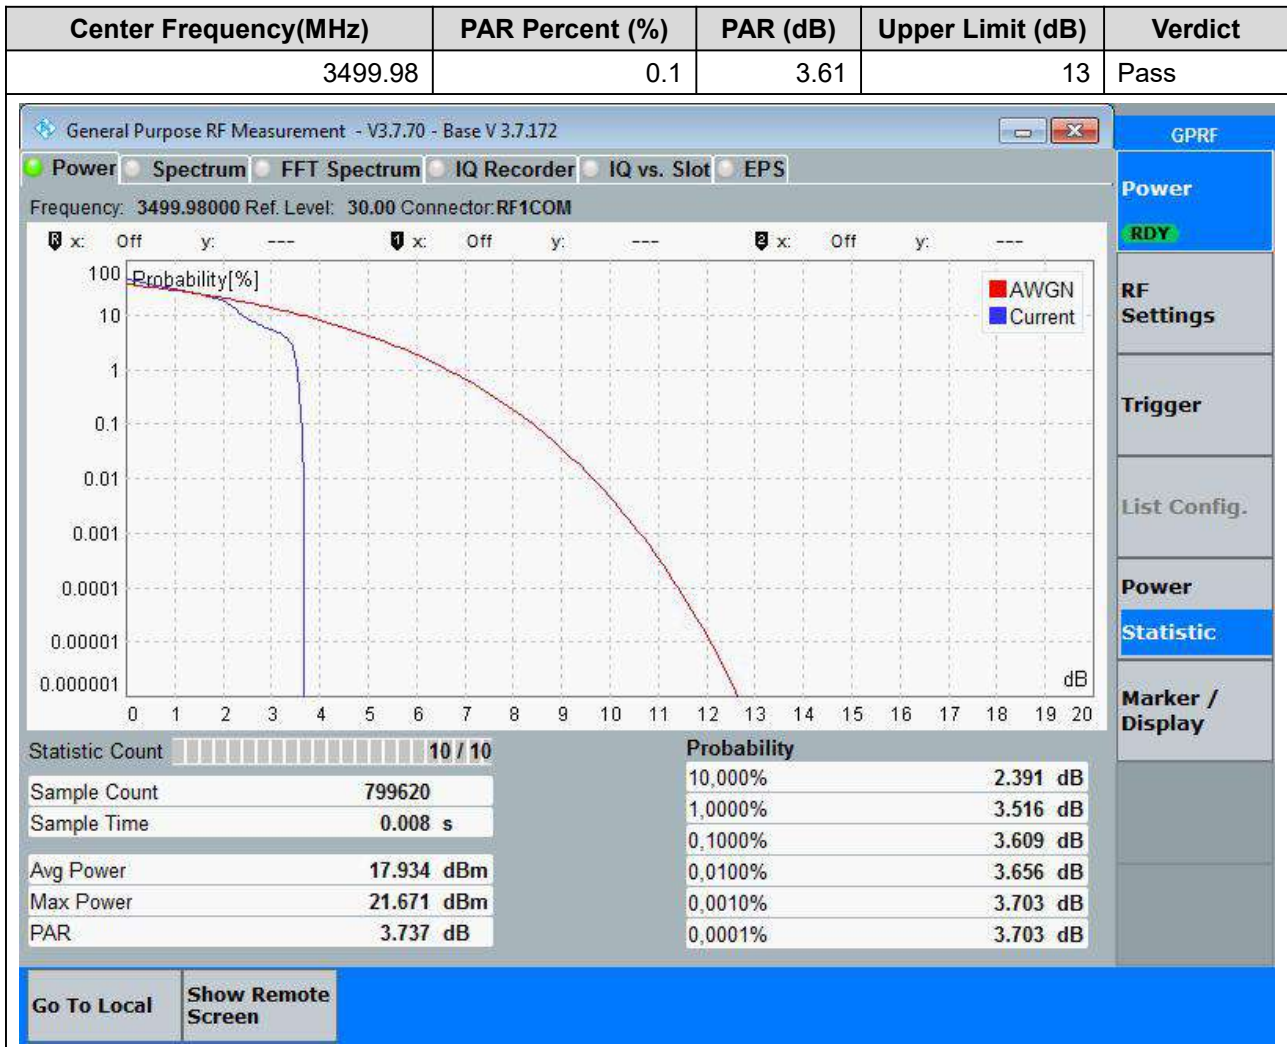 Center Frequency(MHz) PAR Percent (%) PAR (dB) Upper Limit (dB) Verdict
3499.98 0.1 3.61 13 Pass
General Purpose RF Measurement - V3.7.70 - Base V 3.7.172
GPRF
Power Spectrum FFT Spectrum IQ Recorder IQ vs. Slot EPS
Frequency: 3499.98000 Ref. Level: 30.00 Connector:RF1COM
R x: Off y: --- 1 x: Off y: --- 2 x: Off y: ---
Probability[%]
AWGN
Current
100
10
1
0.1
0.01
0.001
0.0001
0.00001
0.000001
dB
0 1 2 3 4 5 6 7 8 9 10 11 12 13 14 15 16 17 18 19 20
Statistic Count 10 / 10
Sample Count 799620
Sample Time 0.008 s
Avg Power 17.934 dBm
Max Power 21.671 dBm
PAR 3.737 dB
Probability
10,000% 2.391 dB
1,0000% 3.516 dB
0,1000% 3.609 dB
0,0100% 3.656 dB
0,0010% 3.703 dB
0,0001% 3.703 dB
Power
RDY
RF
Settings
Trigger
List Config.
Power
Statistic
Marker /
Display
Go To Local
Show Remote
Screen